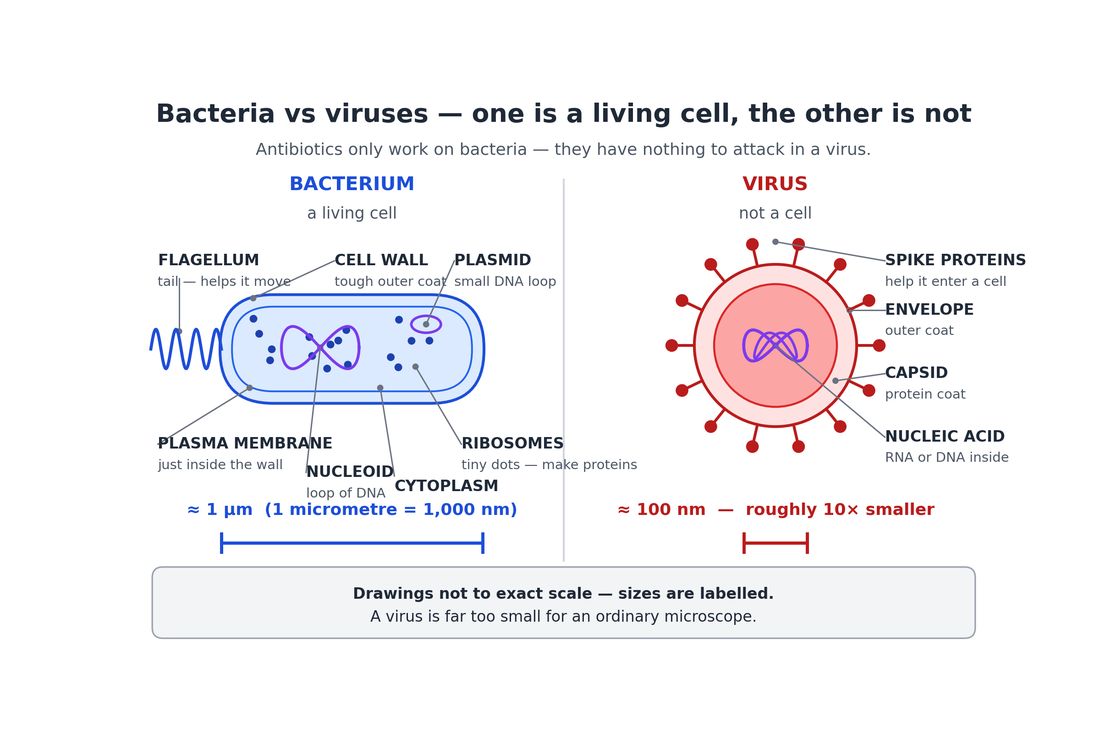 Bacteria vs viruses — one is a living cell, the other is not
Antibiotics only work on bacteria — they have nothing to attack in a virus.
BACTERIUM
a living cell
FLAGELLUM
tail — helps it move
CELL WALL
tough outer coat
PLASMID
small DNA loop
PLASMA MEMBRANE
just inside the wall
NUCLEOID
loop of DNA
CYTOPLASM
RIBOSOMES
tiny dots — make proteins
≈ 1 µm (1 micrometre = 1,000 nm)
VIRUS
not a cell
SPIKE PROTEINS
help it enter a cell
ENVELOPE
outer coat
CAPSID
protein coat
NUCLEIC ACID
RNA or DNA inside
≈ 100 nm — roughly 10× smaller
Drawings not to exact scale — sizes are labelled.
A virus is far too small for an ordinary microscope.